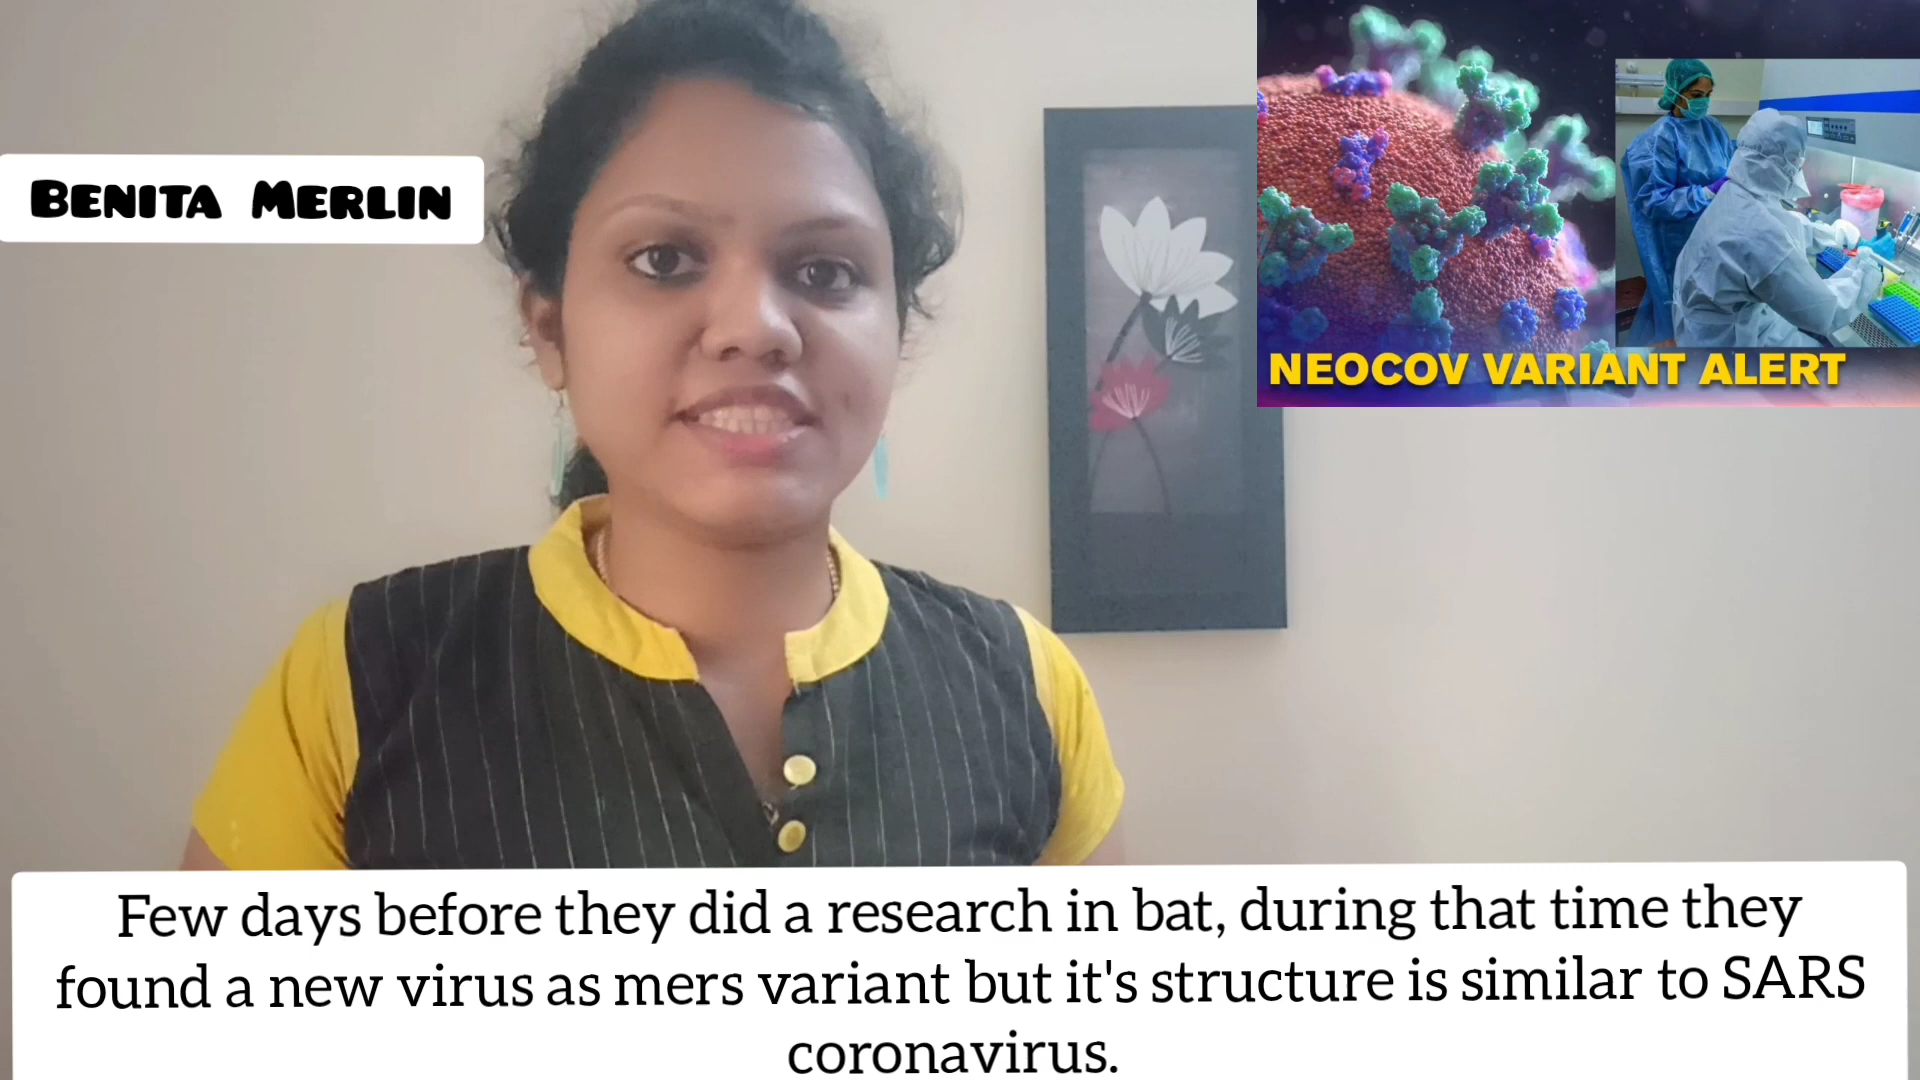 BENITA MERLIN
NEOCOV VARIANT ALERT
Few days before they did a research in bat, during that time they
found a new virus as mers variant but it's structure is similar to SARS
coronavirus.